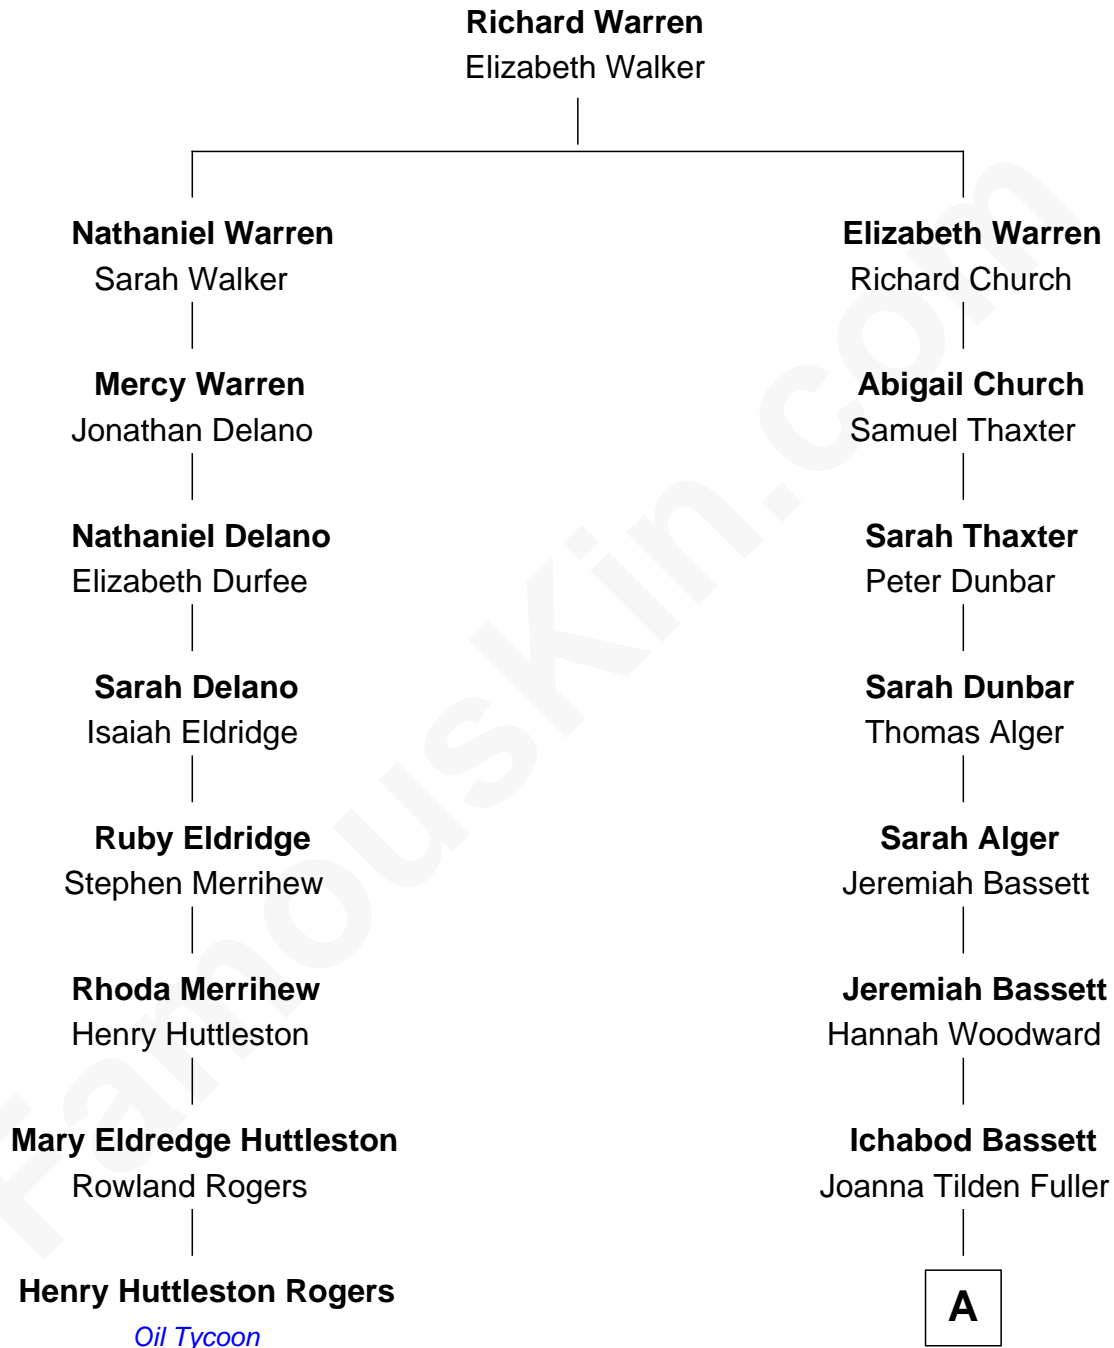 Richard Warren
Elizabeth Walker
Nathaniel Warren
Sarah Walker
Mercy Warren
Jonathan Delano
Nathaniel Delano
Elizabeth Durfee
Sarah Delano
Isaiah Eldridge
Ruby Eldridge
Stephen Merrihew
Rhoda Merrihew
Henry Huttleston
Mary Eldredge Huttleston
Rowland Rogers
Henry Huttleston Rogers
Oil Tycoon
Elizabeth Warren
Richard Church
Abigail Church
Samuel Thaxter
Sarah Thaxter
Peter Dunbar
Sarah Dunbar
Thomas Alger
Sarah Alger
Jeremiah Bassett
Jeremiah Bassett
Hannah Woodward
Ichabod Bassett
Joanna Tilden Fuller
A
FamousKin.com